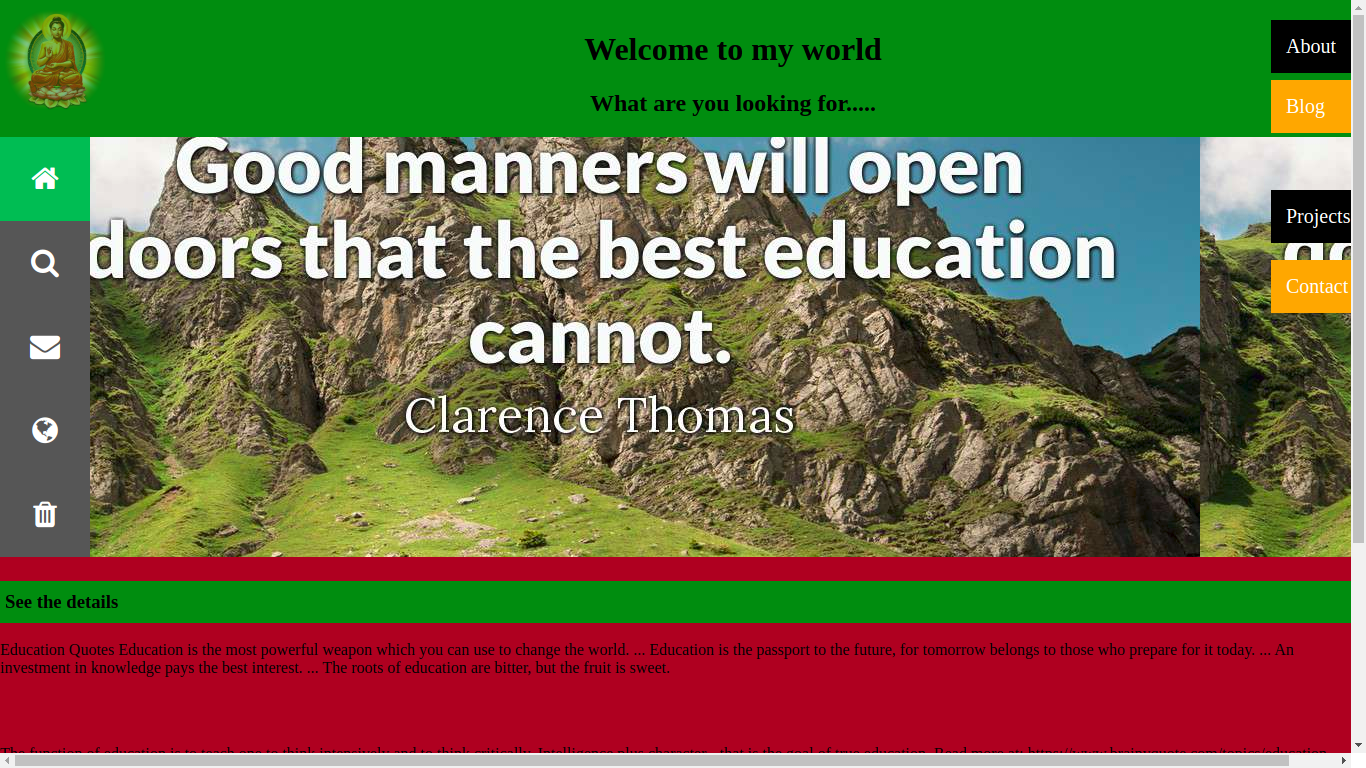 Welcome to my world
What are you looking for.....
About
Blog
Projects
Contact
Good manners will open
doors that the best education
cannot.
Clarence Thomas
See the details
Education Quotes Education is the most powerful weapon which you can use to change the world. ... Education is the passport to the future, for tomorrow belongs to those who prepare for it today. ... An
investment in knowledge pays the best interest. ... The roots of education are bitter, but the fruit is sweet.